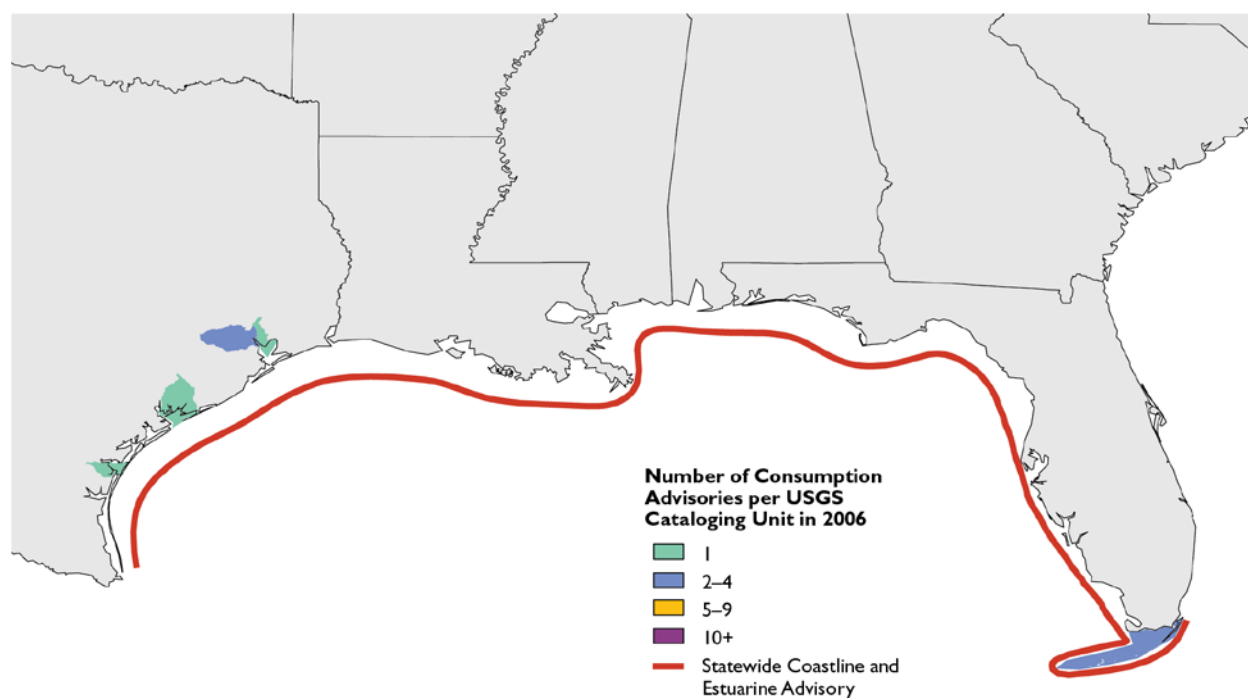 Number of Consumption
Advisories per USGS
Cataloging Unit in 2006
1
2–4
5–9
10+
Statewide Coastline and
Estuarine Advisory